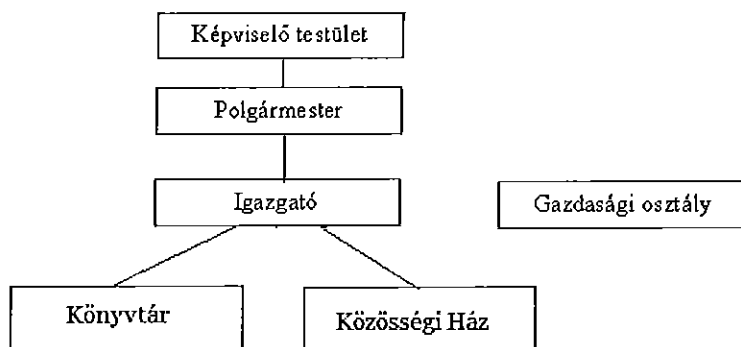 Képviselő testület
Polgármester
Igazgató
Gazdasági osztály
Könyvtár
Közösségi Ház